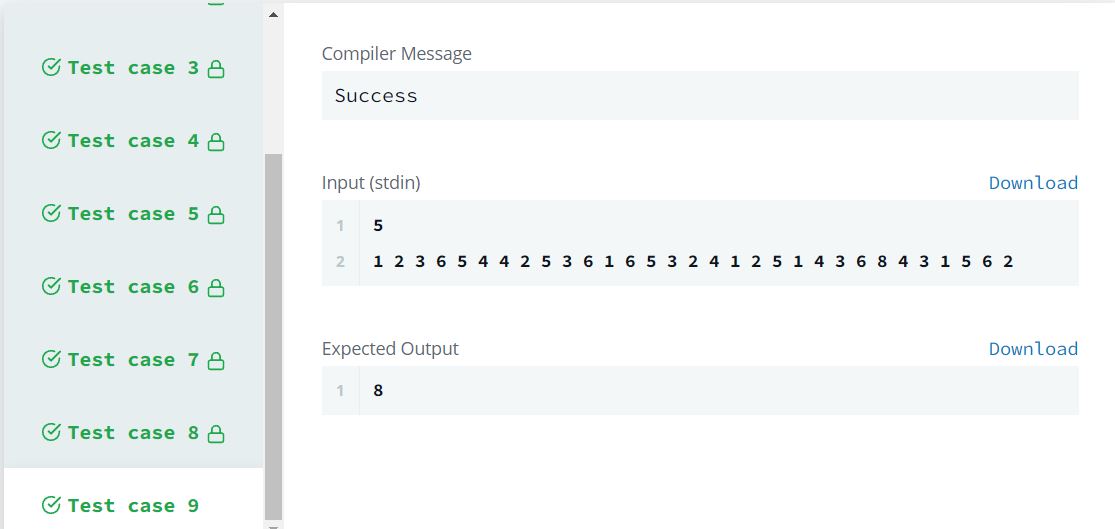 Test case 3
Test case 4
Test case 5
Test case 6
Test case 7
Test case 8
Test case 9
Compiler Message
Success
Input (stdin)
Download
1 5
2 1 2 3 6 5 4 4 2 5 3 6 1 6 5 3 2 4 1 2 5 1 4 3 6 8 4 3 1 5 6 2
Expected Output
Download
1 8